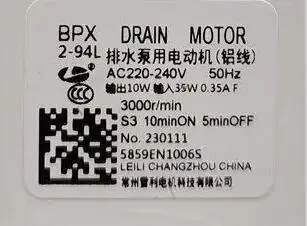 BPX DRAIN MOTOR
2-94L 排水泵用电动机(铝线)
AC220-240V 50Hz
输出10W 输入35W 0.35A F
3000r/min
S3 10minON 5minOFF
No. 230111
5859EN1006S
LEILI CHANGZHOU CHINA
常州雷利电机科技有限公司